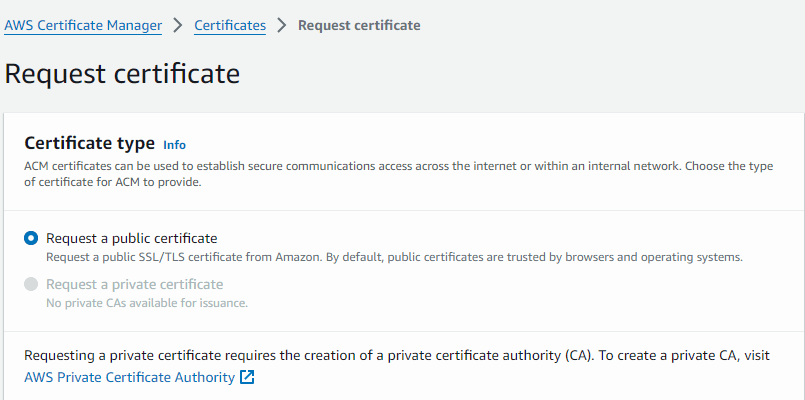 AWS Certificate Manager > Certificates > Request certificate
Request certificate
Certificate type Info
ACM certificates can be used to establish secure communications access across the internet or within an internal network. Choose the type
of certificate for ACM to provide.
Request a public certificate
Request a public SSL/TLS certificate from Amazon. By default, public certificates are trusted by browsers and operating systems.
Request a private certificate
No private CAs available for issuance.
Requesting a private certificate requires the creation of a private certificate authority (CA). To create a private CA, visit
AWS Private Certificate Authority